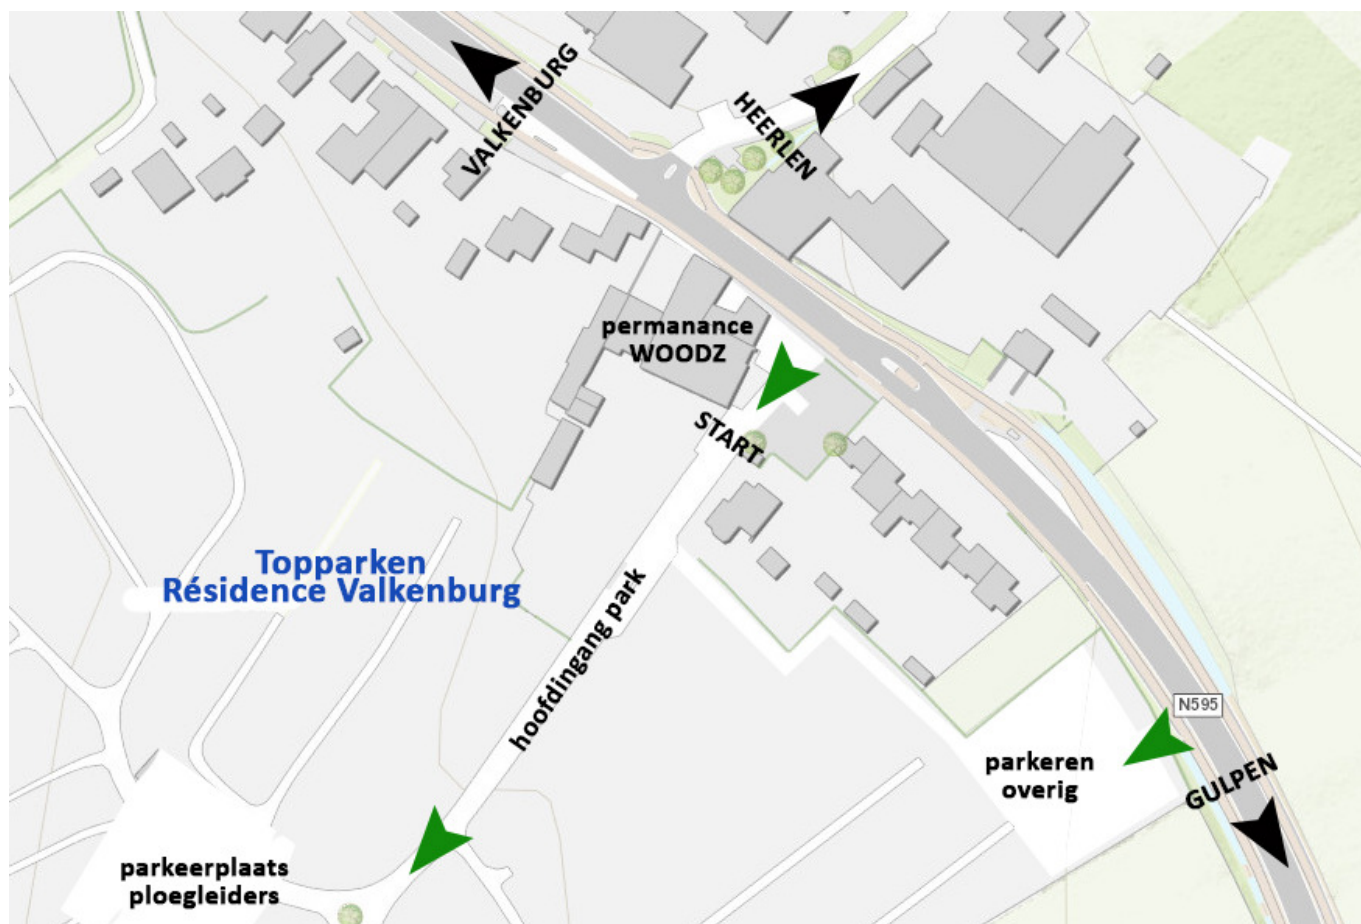 VALKENBURG
HEERLEN
permanance
WOODZ
START
Topparken
Résidence Valkenburg
hoofdingang park
N595
parkeren
overig
GULPEN
parkeerplaats
ploegleiders